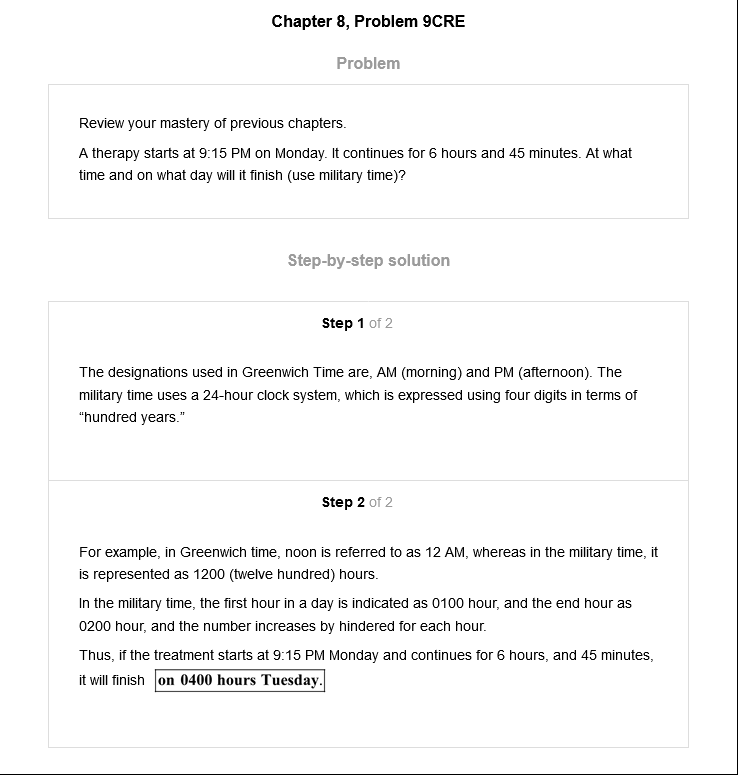 Chapter 8, Problem 9CRE
Problem
Review your mastery of previous chapters.
A therapy starts at 9:15 PM on Monday. It continues for 6 hours and 45 minutes. At what
time and on what day will it finish (use military time)?
Step-by-step solution
Step 1 of 2
The designations used in Greenwich Time are, AM (morning) and PM (afternoon). The
military time uses a 24-hour clock system, which is expressed using four digits in terms of
“hundred years.”
Step 2 of 2
For example, in Greenwich time, noon is referred to as 12 AM, whereas in the military time, it
is represented as 1200 (twelve hundred) hours.
In the military time, the first hour in a day is indicated as 0100 hour, and the end hour as
0200 hour, and the number increases by hindered for each hour.
Thus, if the treatment starts at 9:15 PM Monday and continues for 6 hours, and 45 minutes,
it will finish on 0400 hours Tuesday.